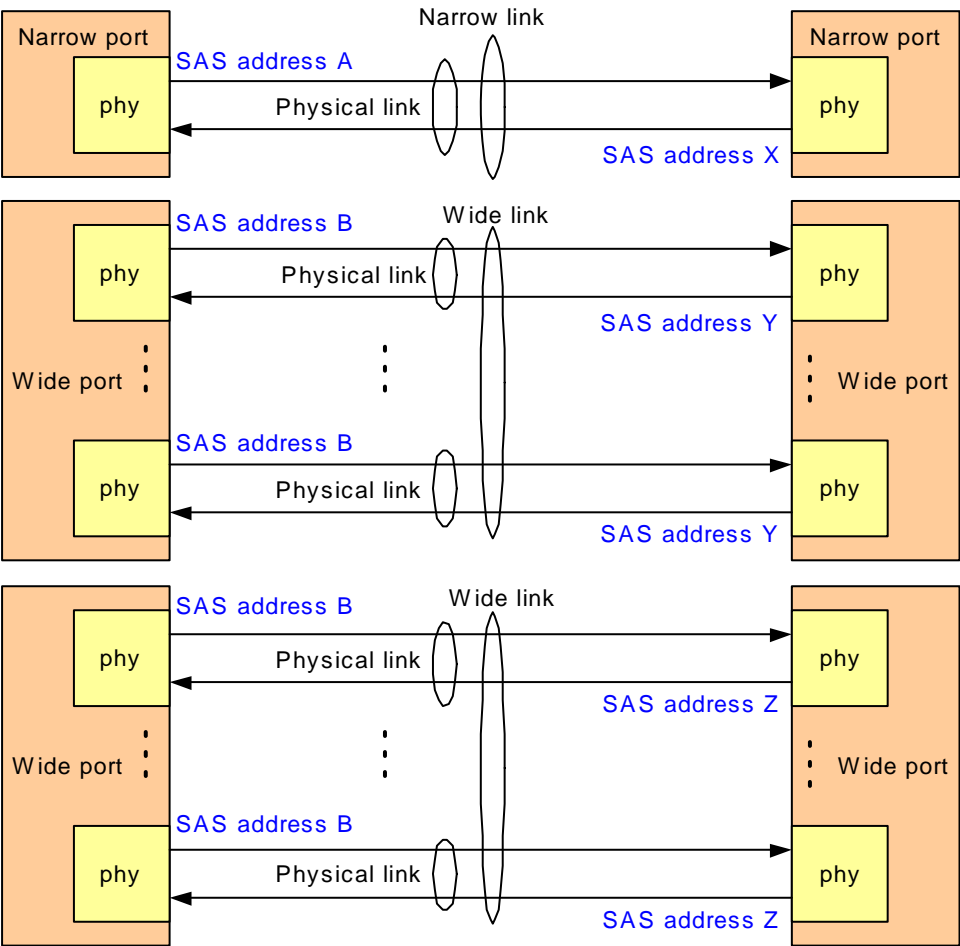 Narrow link
Narrow port
Narrow port
SAS address A
phy
Physical link
phy
SAS address X
SAS address B
Wide link
phy
Physical link
phy
SAS address Y
Wide port
Wide port
SAS address B
phy
Physical link
phy
SAS address Y
SAS address B
Wide link
phy
Physical link
phy
SAS address Z
Wide port
Wide port
SAS address B
phy
Physical link
phy
SAS address Z